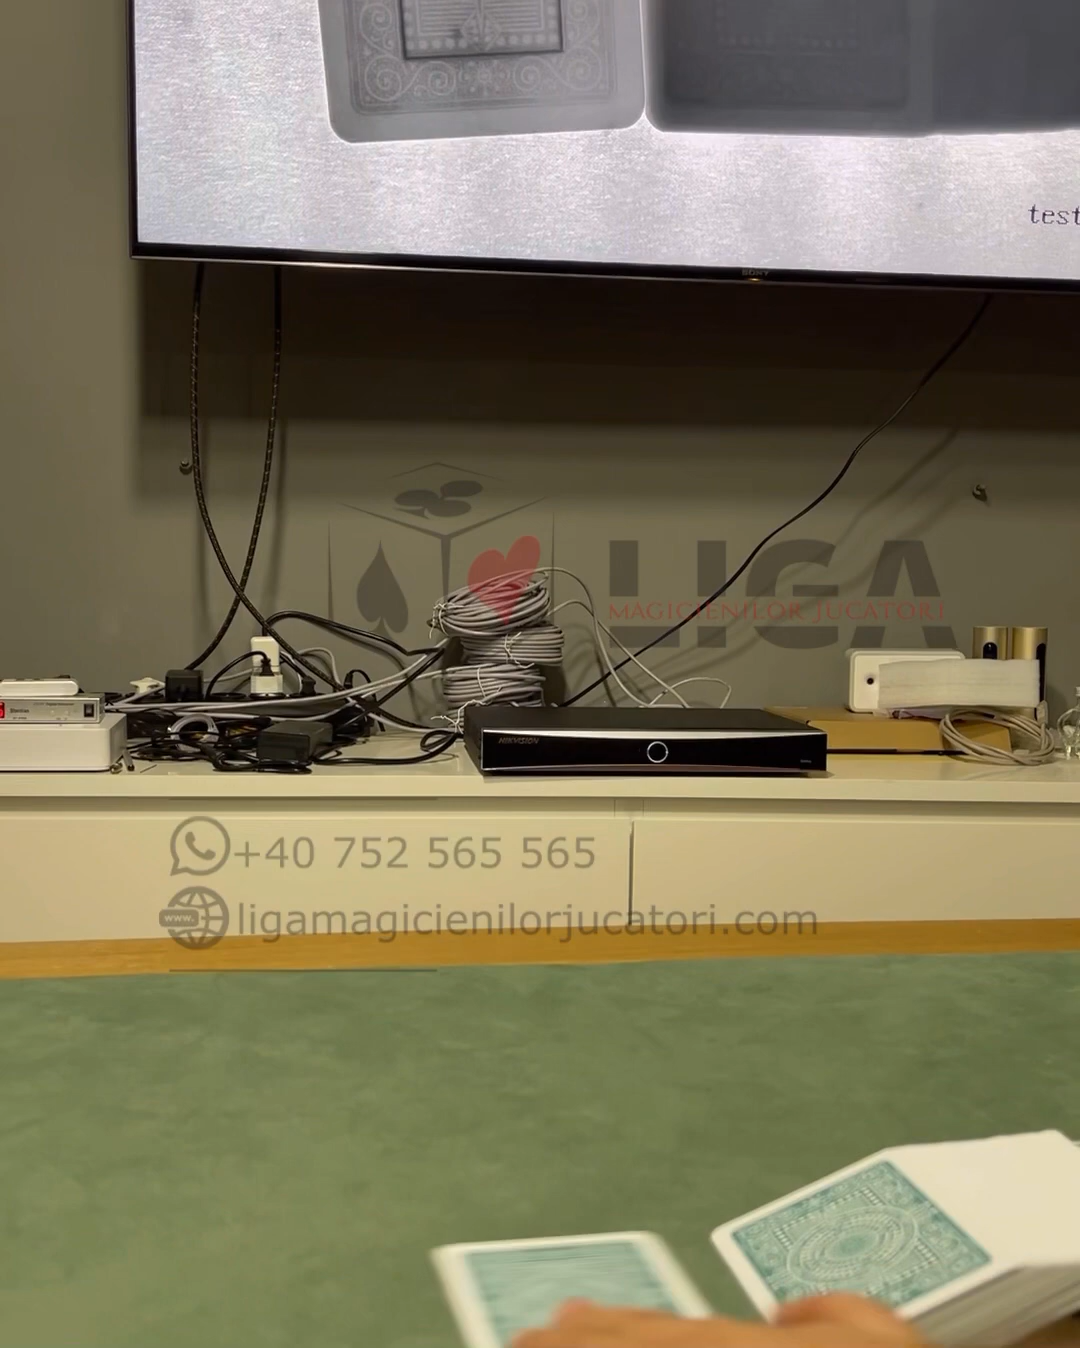 test
SONY
LIGA
MAGICIENILOR JUCATORI
HIKVISION
+40 752 565 565
www.
ligamagicienilorjucatori.com